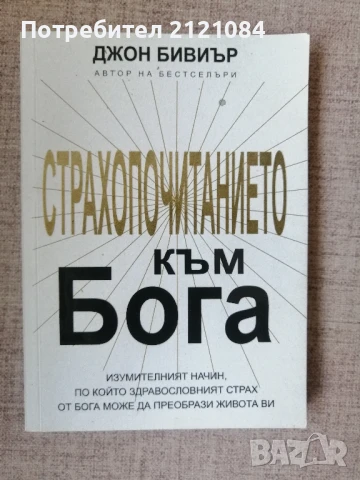 Потребител 2121084
ДЖОН БИВИЪР
АВТОР НА БЕСТСЕЛЪРИ
СТРАХОПОЧИТАНИЕТО
към
Бога
ИЗУМИТЕЛНИЯТ НАЧИН,
ПО КОЙТО ЗДРАВОСЛОВНИЯТ СТРАХ
ОТ БОГА МОЖЕ ДА ПРЕОБРАЗИ ЖИВОТА ВИ
BAZAR